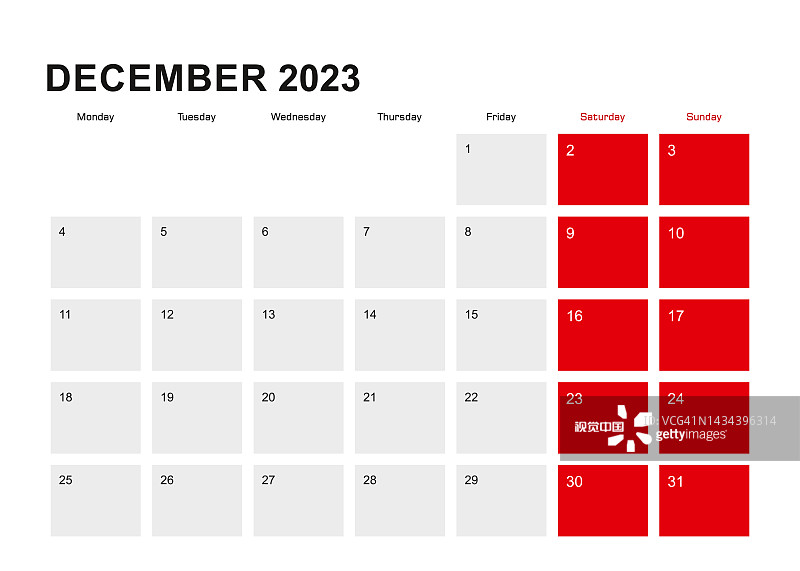 DECEMBER 2023
Monday Tuesday Wednesday Thursday Friday Saturday Sunday
1 2 3
4 5 6 7 8 9 10
11 12 13 14 15 16 17
18 19 20 21 22 23 24
ID: VCG41N1434396314
视觉中国 gettyimages®
25 26 27 28 29 30 31